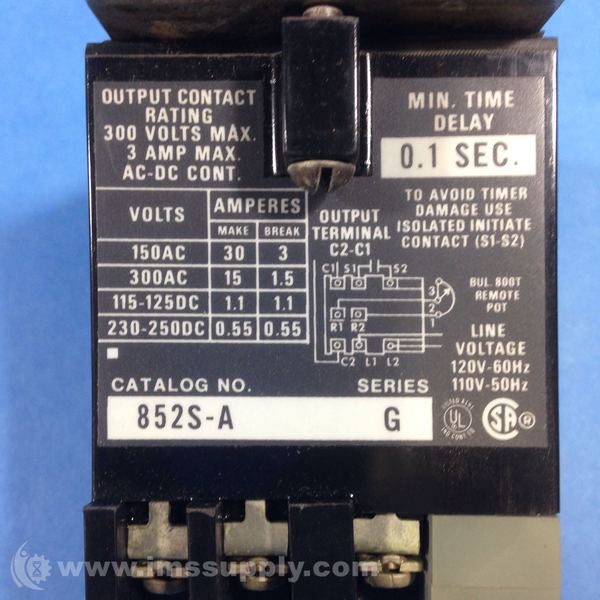 OUTPUT CONTACT
RATING
300 VOLTS MAX.
3 AMP MAX.
AC-DC CONT.
MIN. TIME
DELAY
0.1 SEC.
TO AVOID TIMER
DAMAGE USE
ISOLATED INITIATE
CONTACT (S1-S2)
VOLTS AMPERES
MAKE BREAK
150AC 30 3
300AC 15 1.5
115-125DC 1.1 1.1
230-250DC 0.55 0.55
OUTPUT
TERMINAL
C2-C1
C1 S1 S2
R1 R2
C2 L1 L2
3
2
1
BUL. 800T
REMOTE
POT
LINE
VOLTAGE
120V-60Hz
110V-50Hz
CATALOG NO. SERIES
852S-A G
UL
SA ®
www.imssupply.com